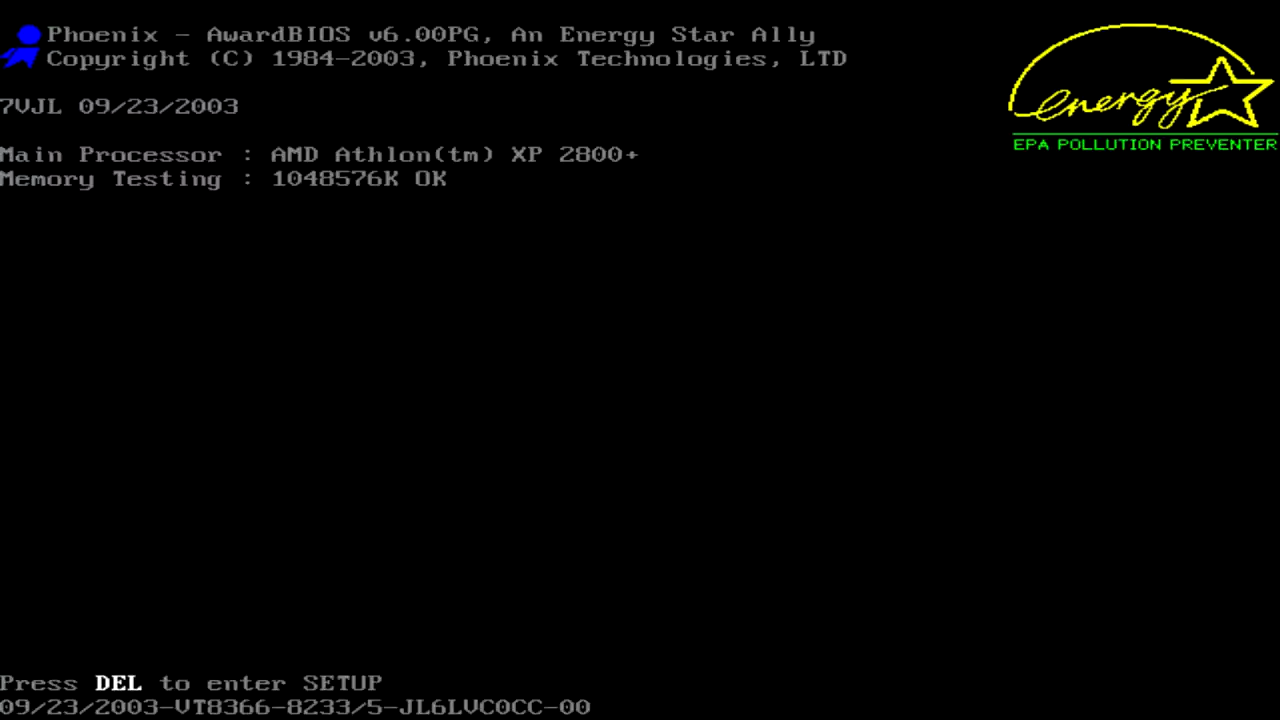 Phoenix - AwardBIOS v6.00PG, An Energy Star Ally
Copyright (C) 1984-2003, Phoenix Technologies, LTD
energy
EPA POLLUTION PREVENTER
7VJL 09/23/2003
Main Processor : AMD Athlon(tm) XP 2800+
Memory Testing : 1048576K OK
Press DEL to enter SETUP
09/23/2003-VT8366-8233/5-JL6LVC0CC-00